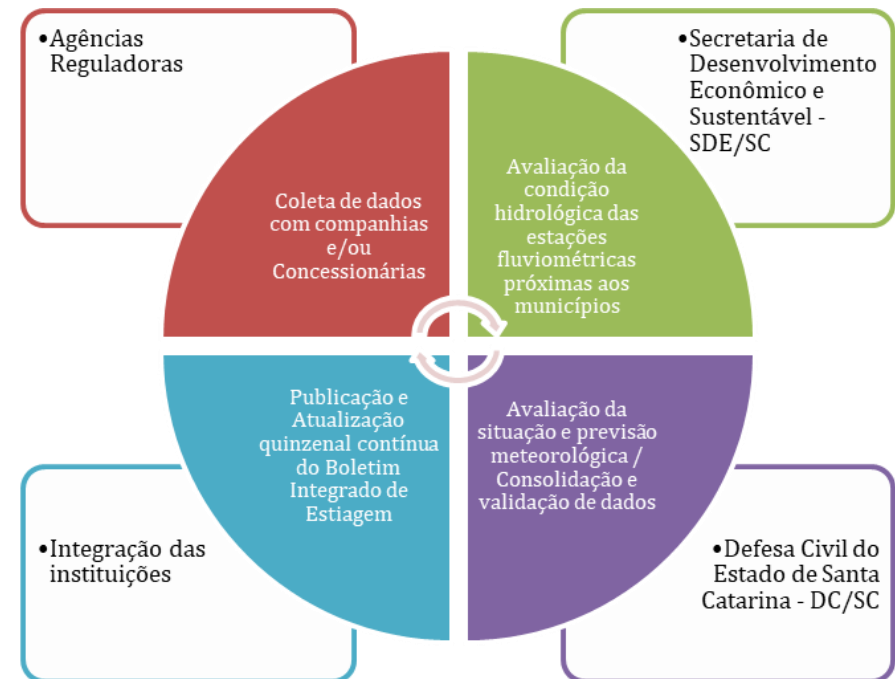 •Agências
Reguladoras
•Secretaria de
Desenvolvimento
Econômico e
Sustentável -
SDE/SC
Coleta de dados
com companhias
e/ou
Concessionárias
Avaliação da
condição
hidrológica das
estações
fluviométricas
próximas aos
municípios
Publicação e
Atualização
quinzenal contínua
do Boletim
Integrado de
Estiagem
Avaliação da
situação e previsão
meteorológica /
Consolidação e
validação de dados
•Integração das
instituições
•Defesa Civil do
Estado de Santa
Catarina - DC/SC